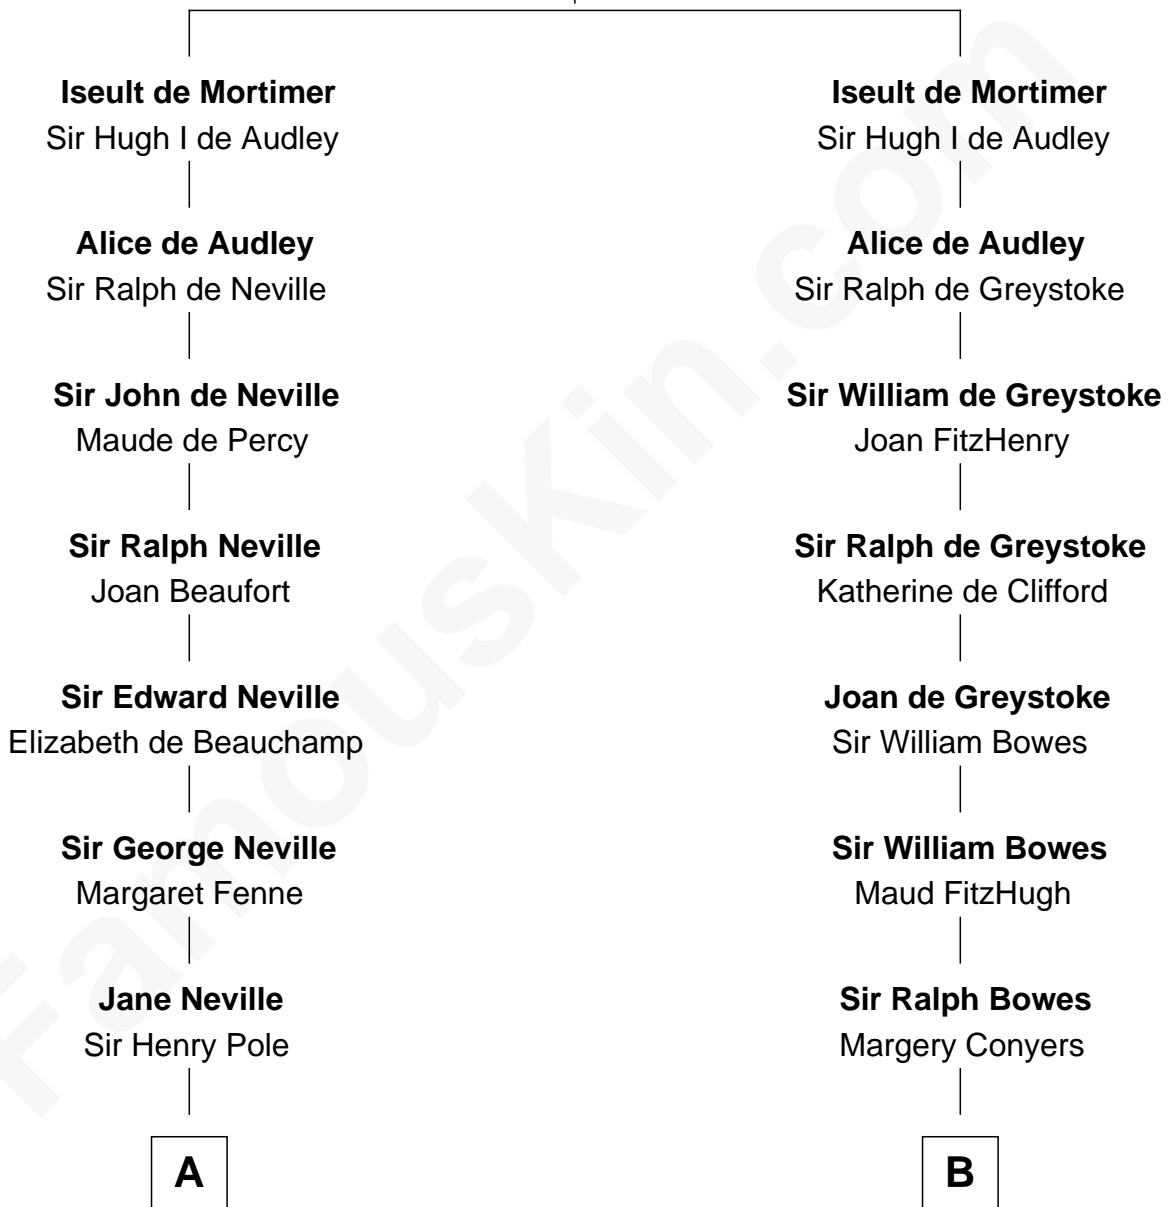 Iseult de Mortimer
Sir Hugh I de Audley
Alice de Audley
Sir Ralph de Neville
Sir John de Neville
Maude de Percy
Sir Ralph Neville
Joan Beaufort
Sir Edward Neville
Elizabeth de Beauchamp
Sir George Neville
Margaret Fenne
Jane Neville
Sir Henry Pole
A
Iseult de Mortimer
Sir Hugh I de Audley
Alice de Audley
Sir Ralph de Greystoke
Sir William de Greystoke
Joan FitzHenry
Sir Ralph de Greystoke
Katherine de Clifford
Joan de Greystoke
Sir William Bowes
Sir William Bowes
Maud FitzHugh
Sir Ralph Bowes
Margery Conyers
B
FamousKin.com